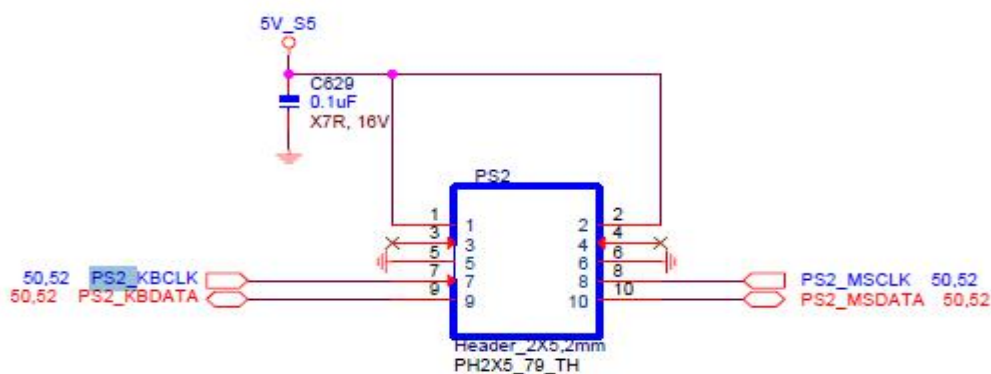 5V_S5
C629
0.1uF
X7R, 16V
PS2
1 1 2 2
3 3 4 4
5 5 6 6
50,52 PS2_KBCLK 7 7 8 8 PS2_MSCLK 50,52
50,52 PS2_KBDATA 9 9 10 10 PS2_MSDATA 50,52
Header_2X5,2mm
PH2X5_79_TH